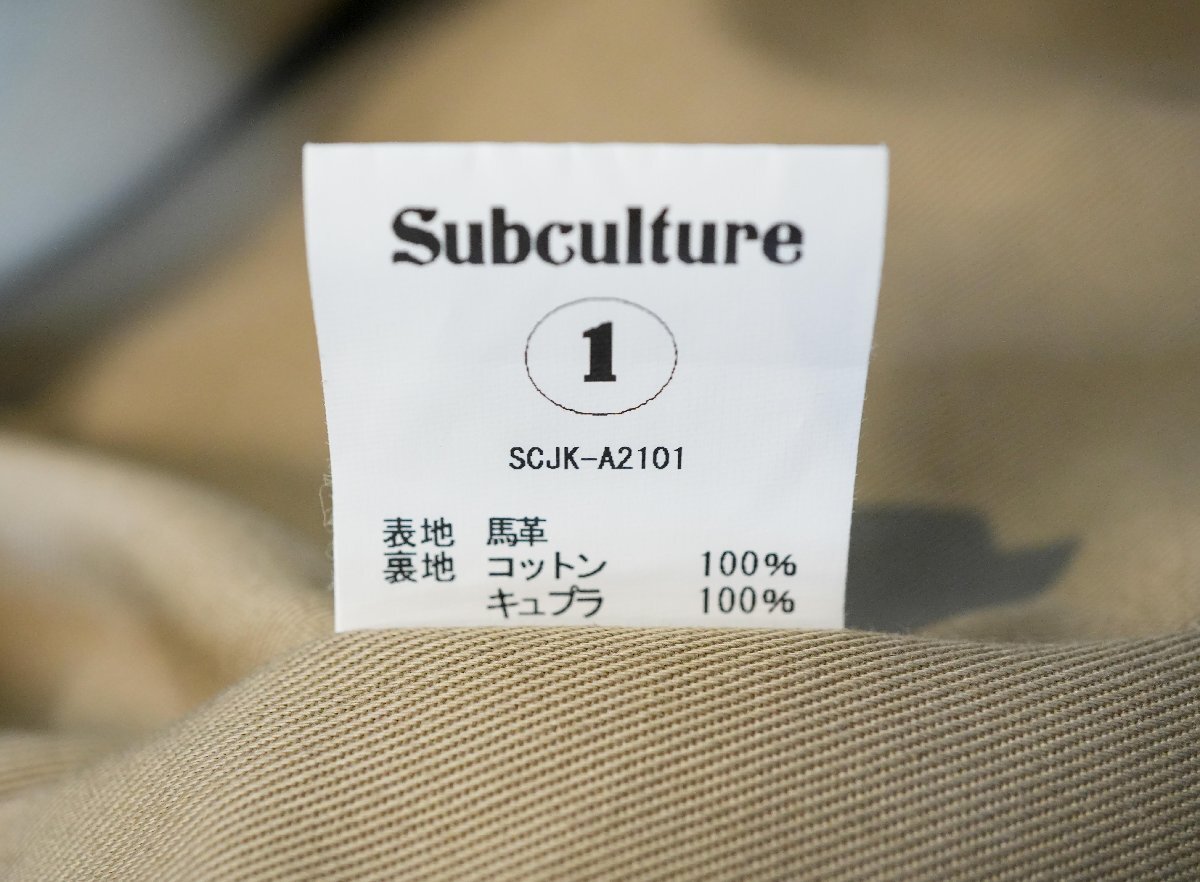 Subculture
1
SCJK-A2101
表地 馬革
裏地 コットン 100%
キュプラ 100%